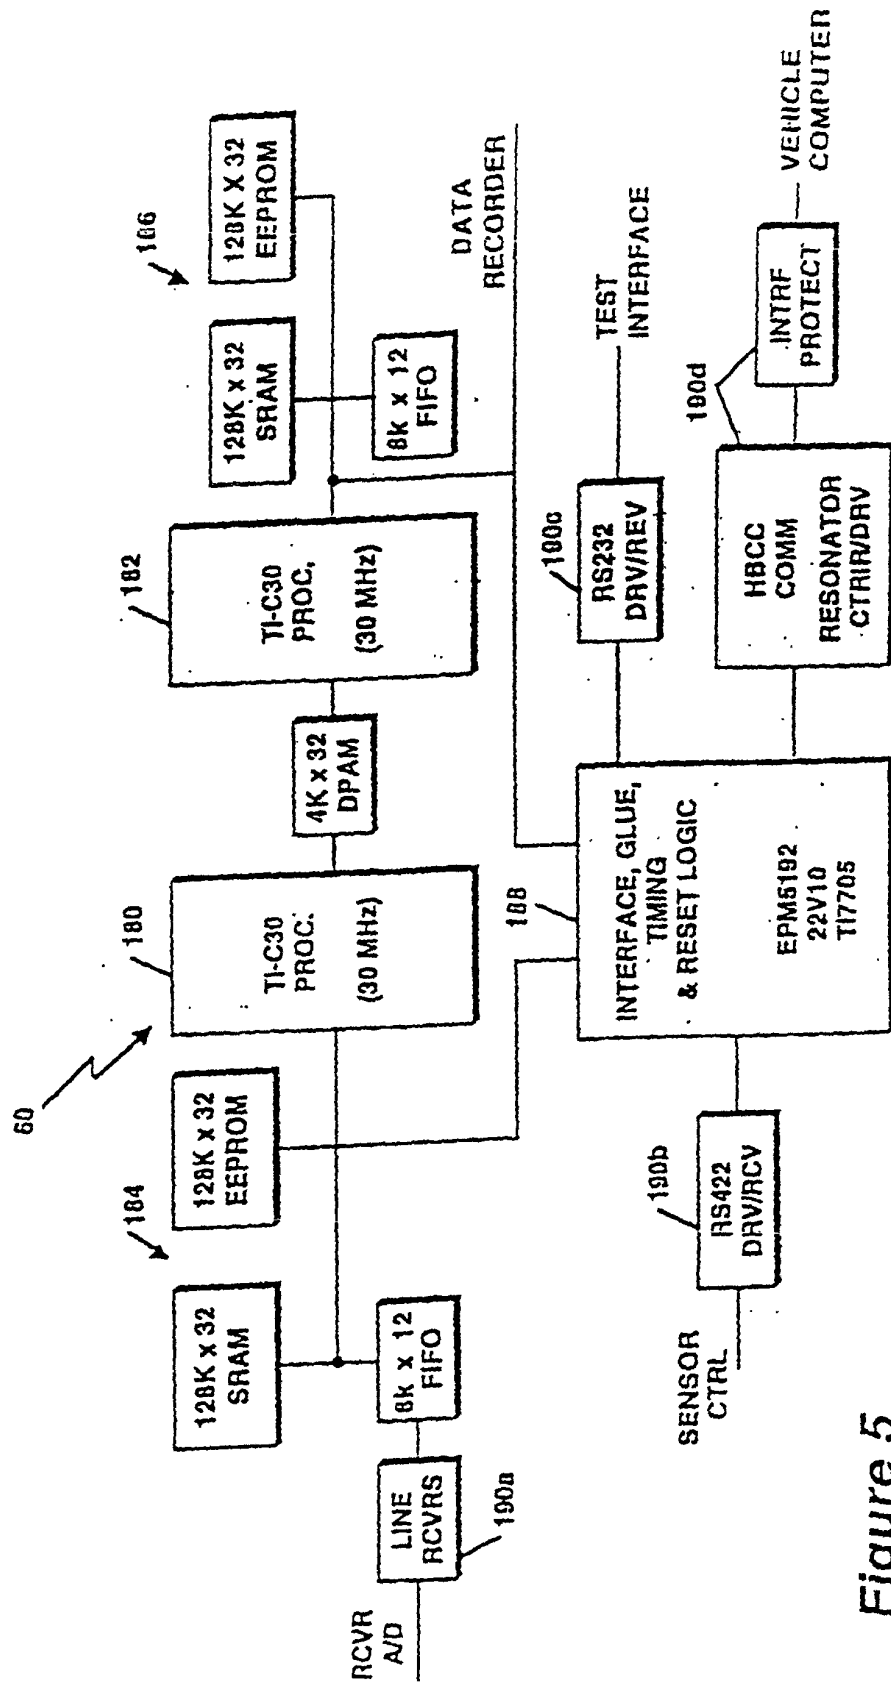 60
184
128K x 32
SRAM
128K x 32
EEPROM
180
TI-C30
PROC.
(30 MHz)
4K x 32
DPAM
182
TI-C30
PROC.
(30 MHz)
186
128K x 32
SRAM
128K X 32
EEPROM
8k x 12
FIFO
RCVR
A/D
LINE
RCVRS
190a
8k x 12
FIFO
DATA
RECORDER
188
INTERFACE, GLUE,
TIMING
& RESET LOGIC
EPM5192
22V10
TI7705
190c
RS232
DRV/REV
TEST
INTERFACE
SENSOR
CTRL
190b
RS422
DRV/RCV
190d
HBCC
COMM
RESONATOR
CTRIR/DRV
INTRF
PROTECT
VEHICLE
COMPUTER
Figure 5